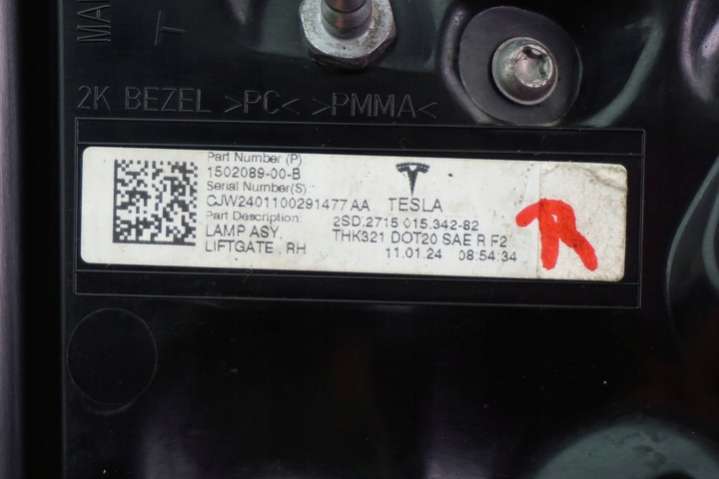 MA
2K BEZEL >PC< >PMMA<
Part Number (P)
1502089-00-B
Serial Number(S):
CJW2401100291477 AA
Part Description:
LAMP ASY,
LIFTGATE , RH
TESLA
2SD.2715 015.342-82
THK321 DOT20 SAE R F2
11.01.24 08:54:34
R